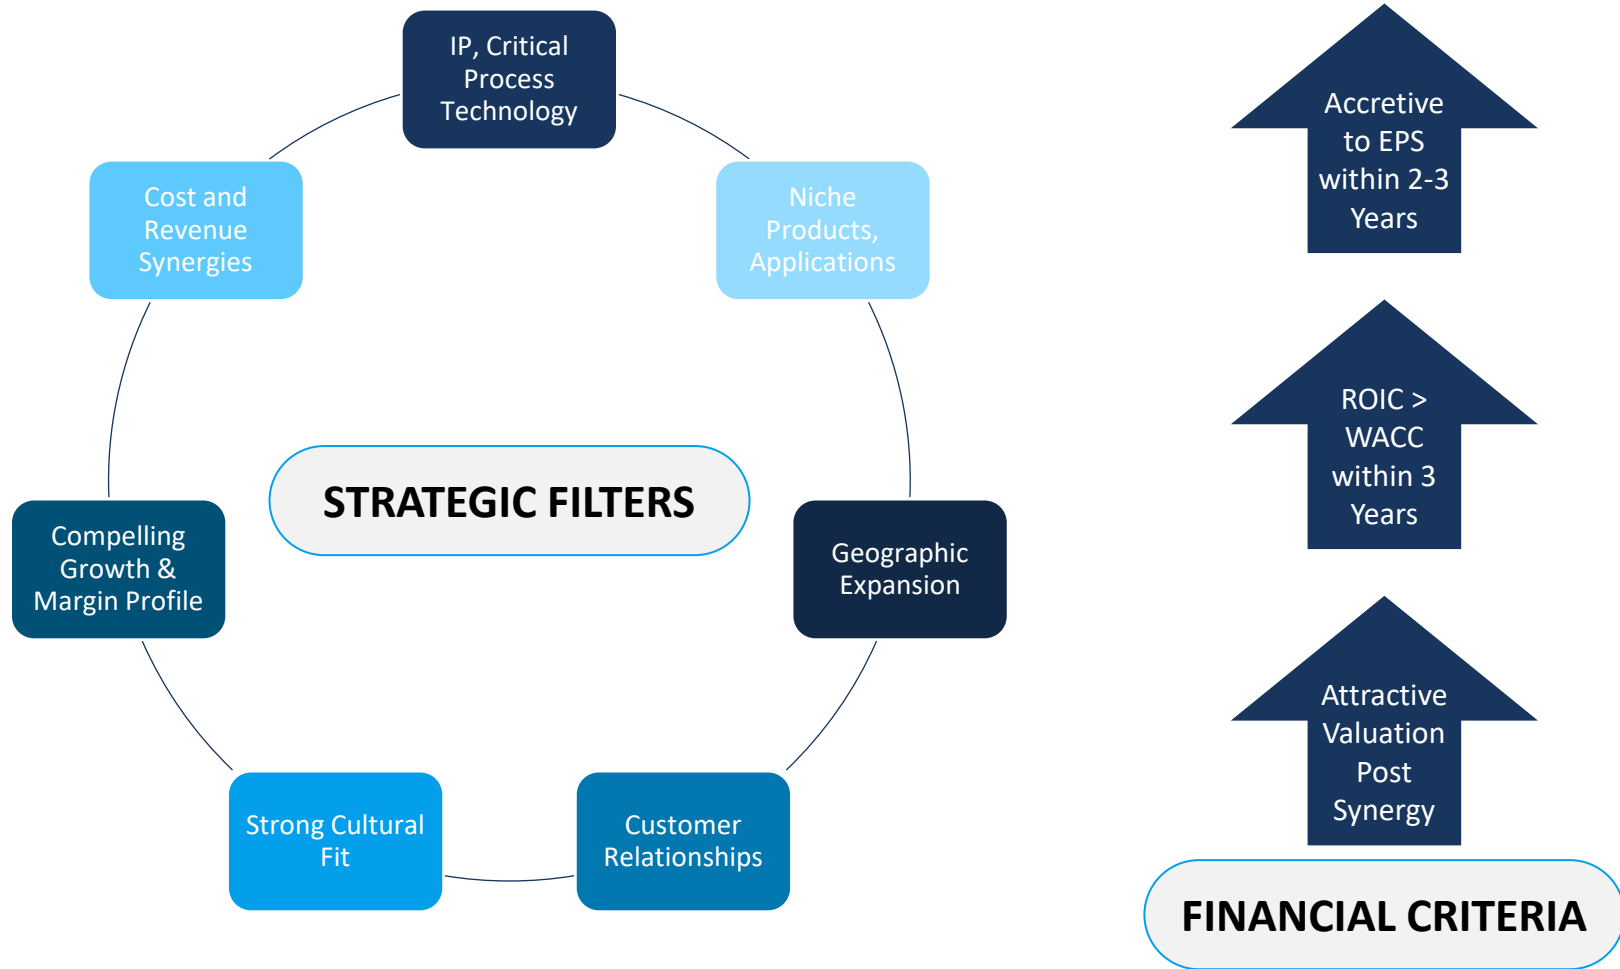 IP, Critical
Process
Technology
Niche
Products,
Applications
Geographic
Expansion
Customer
Relationships
Strong Cultural
Fit
Compelling
Growth &
Margin Profile
Cost and
Revenue
Synergies
STRATEGIC FILTERS
Accretive
to EPS
within 2-3
Years
ROIC >
WACC
within 3
Years
Attractive
Valuation
Post
Synergy
FINANCIAL CRITERIA